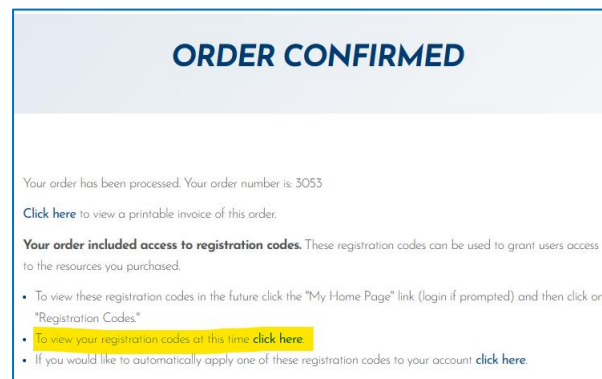 ORDER CONFIRMED
Your order has been processed. Your order number is: 3053
Click here to view a printable invoice of this order.
Your order included access to registration codes. These registration codes can be used to grant users access
to the resources you purchased.
• To view these registration codes in the future click the "My Home Page" link (login if prompted) and then click on
"Registration Codes."
• To view your registration codes at this time click here.
• If you would like to automatically apply one of these registration codes to your account click here.